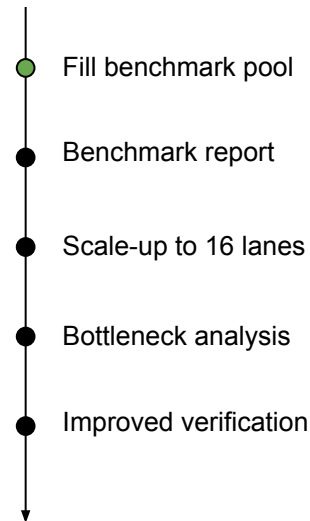 Fill benchmark pool
Benchmark report
Scale-up to 16 lanes
Bottleneck analysis
Improved verification